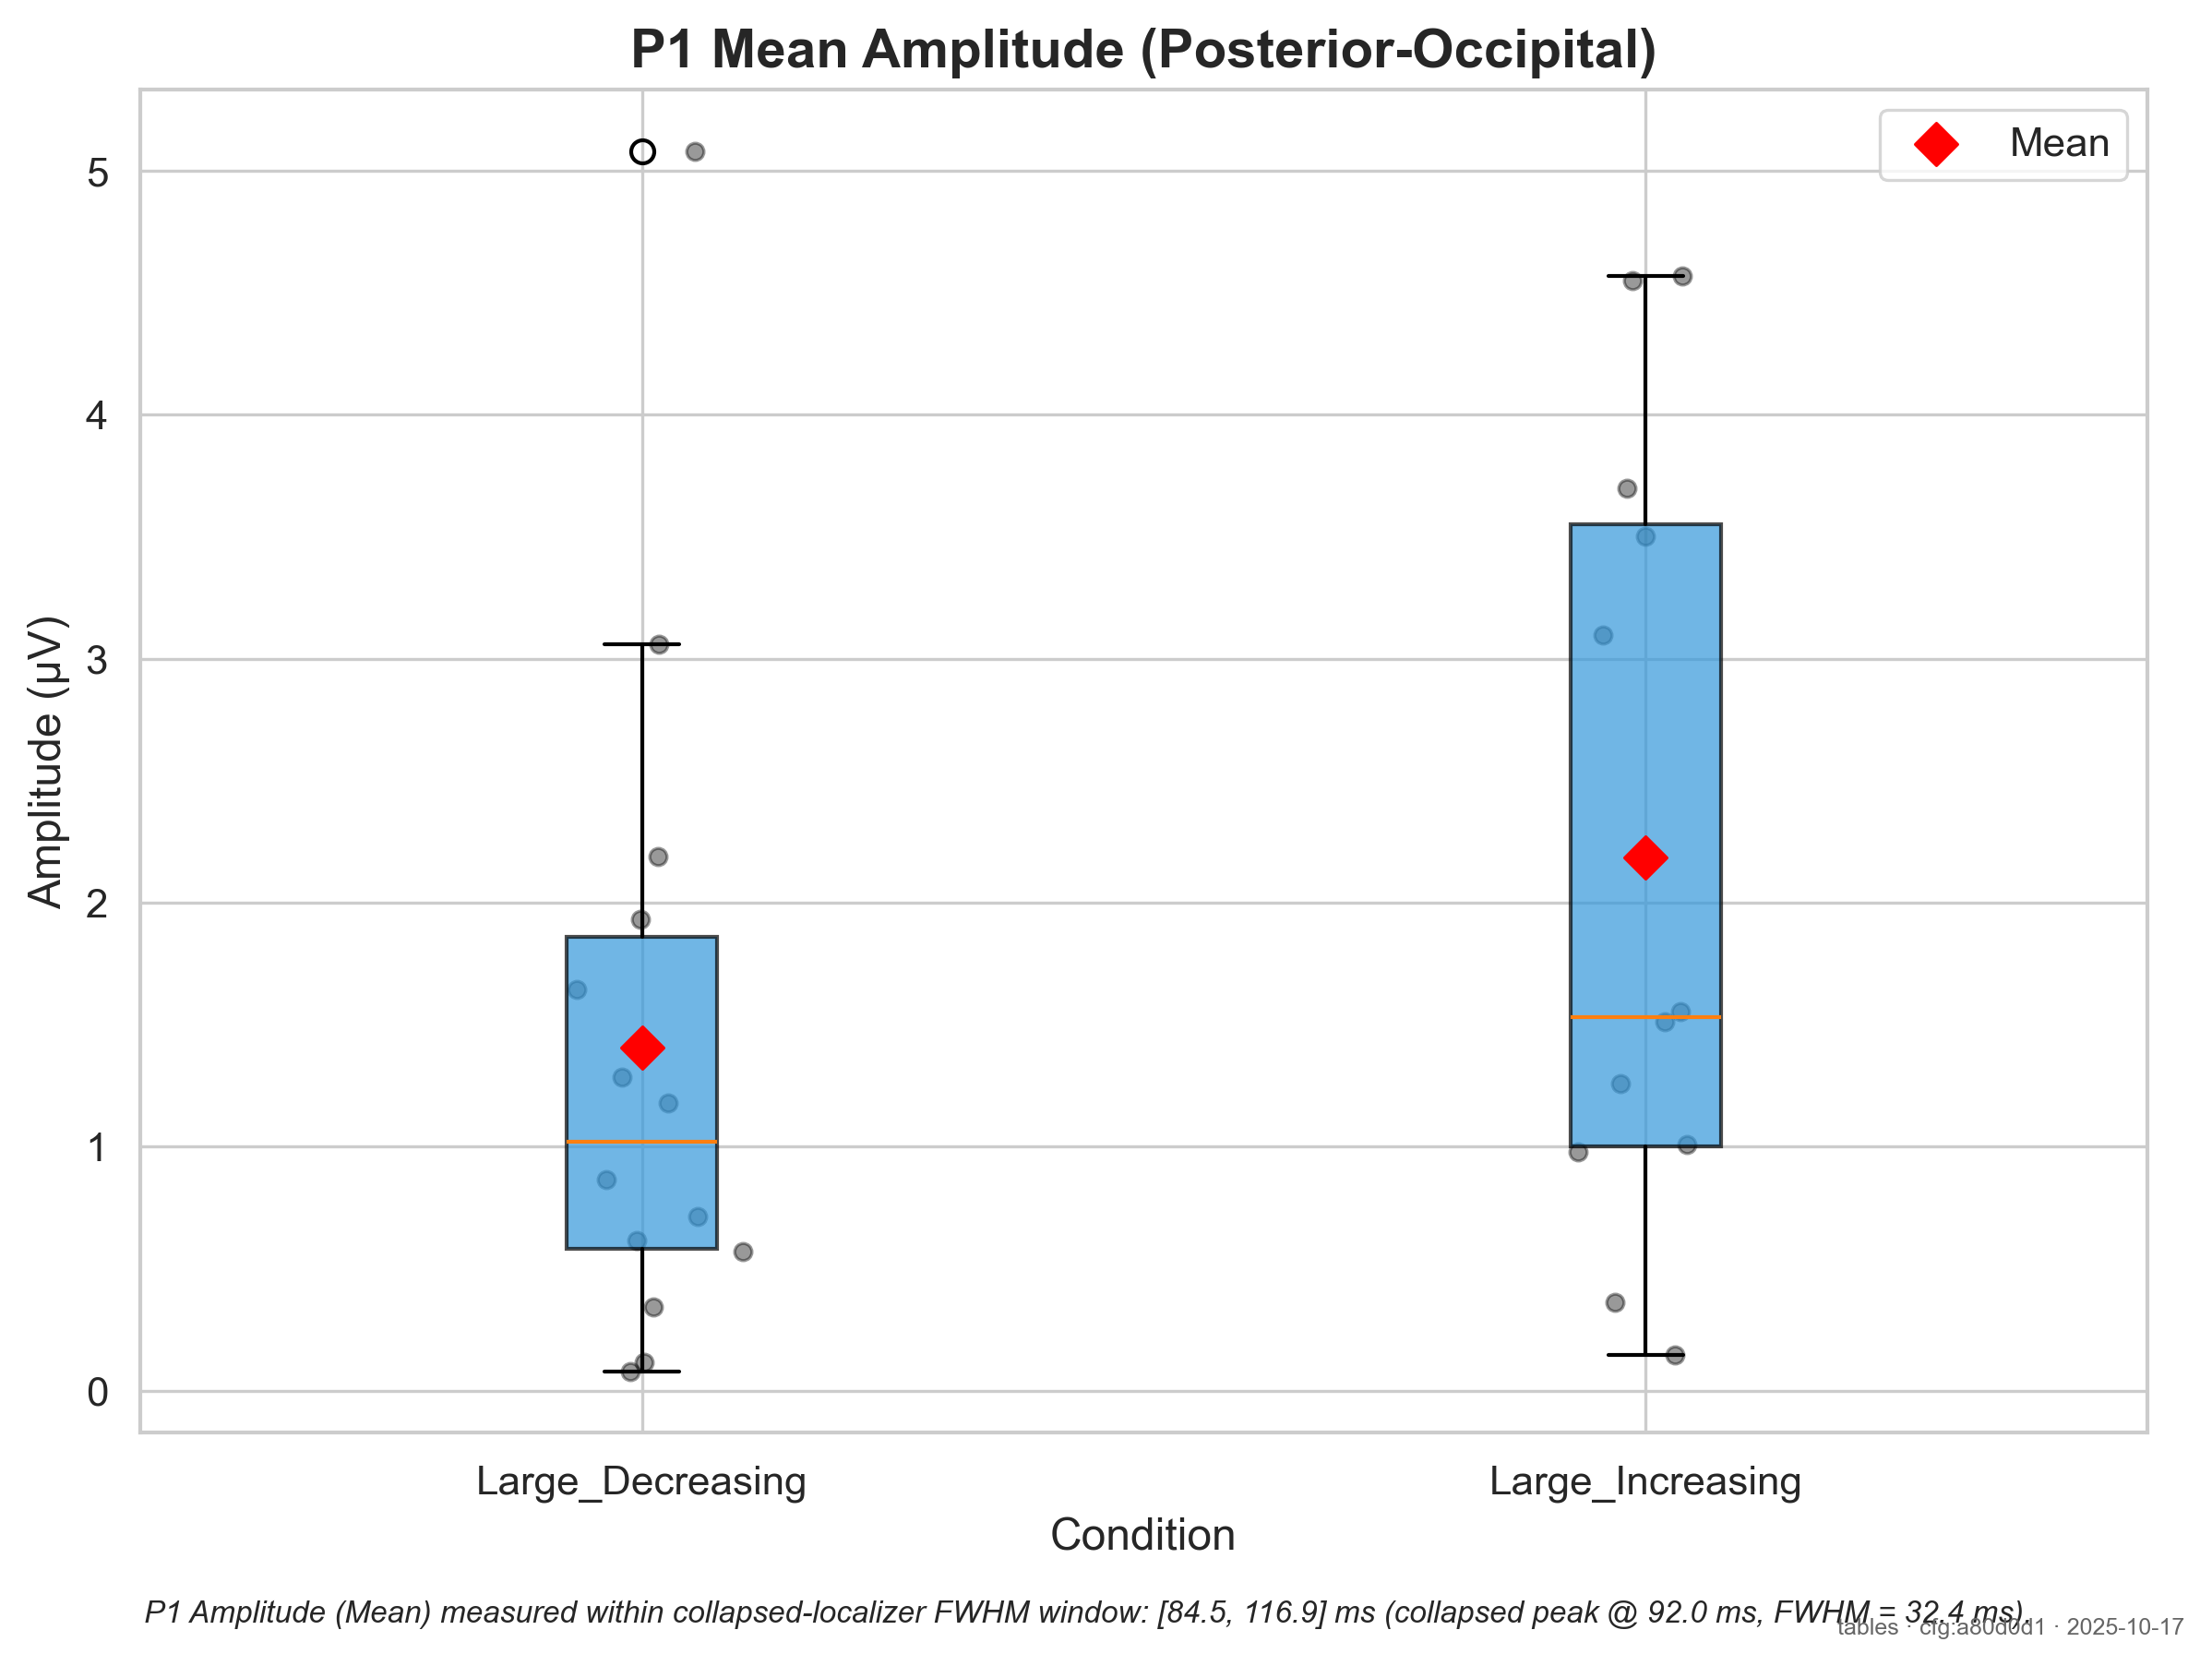 P1 Mean Amplitude (Posterior-Occipital)
Mean
5
4
3
2
1
0
Amplitude (µV)
Large_Decreasing
Large_Increasing
Condition
P1 Amplitude (Mean) measured within collapsed-localizer FWHM window: [84.5, 116.9] ms (collapsed peak @ 92.0 ms, FWHM = 32.4 ms).
tables · cfg:a80d0d1 · 2025-10-17